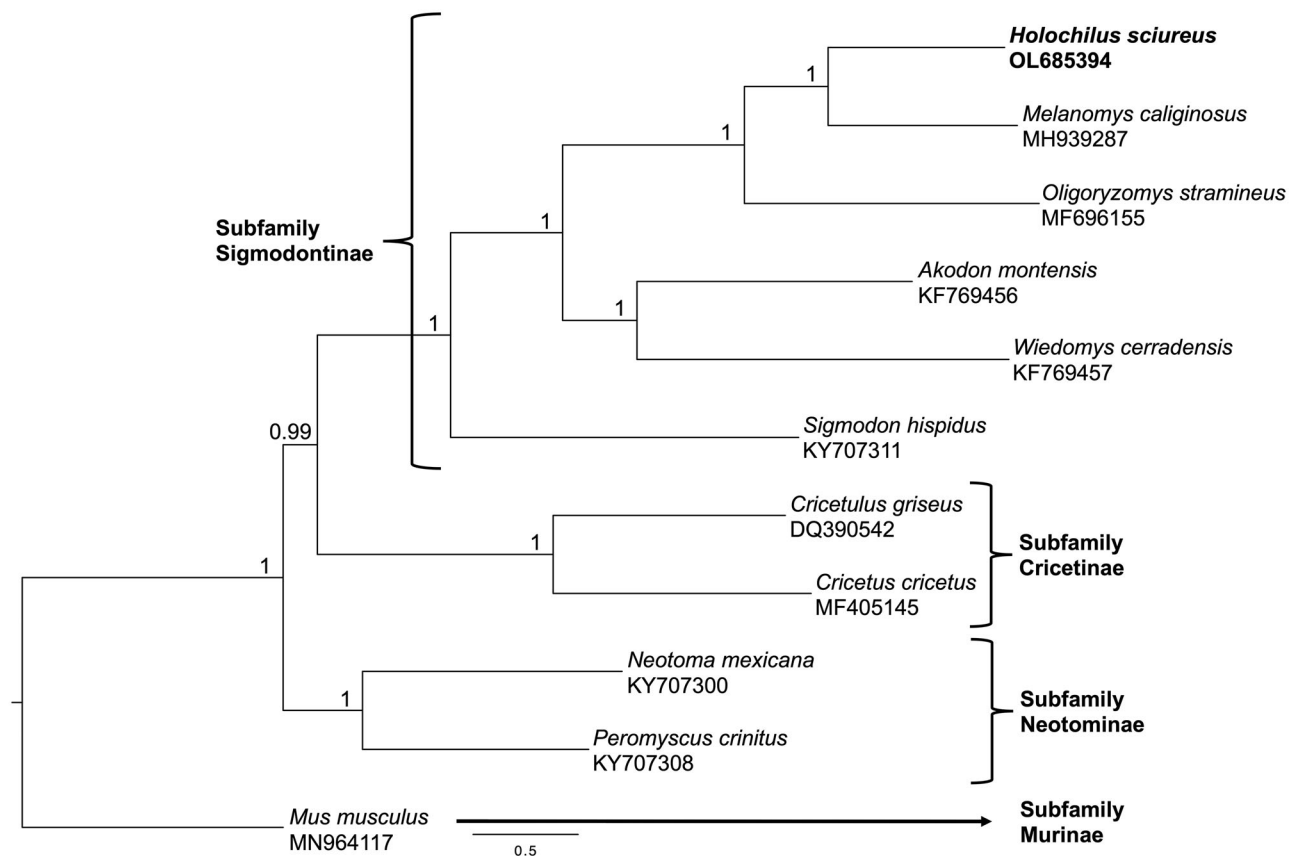 Holochilus sciureus
OL685394
1
Melanomys caliginosus
MH939287
1
Oligoryzomys stramineus
MF696155
Subfamily
Sigmodontinae
1
Akodon montensis
KF769456
1
1
Wiedomys cerradensis
KF769457
0.99
Sigmodon hispidus
KY707311
Cricetulus griseus
DQ390542
1
Subfamily
Cricetinae
1
Cricetus cricetus
MF405145
Neotoma mexicana
KY707300
1
Subfamily
Neotominae
Peromyscus crinitus
KY707308
Mus musculus
MN964117
Subfamily
Murinae
0.5